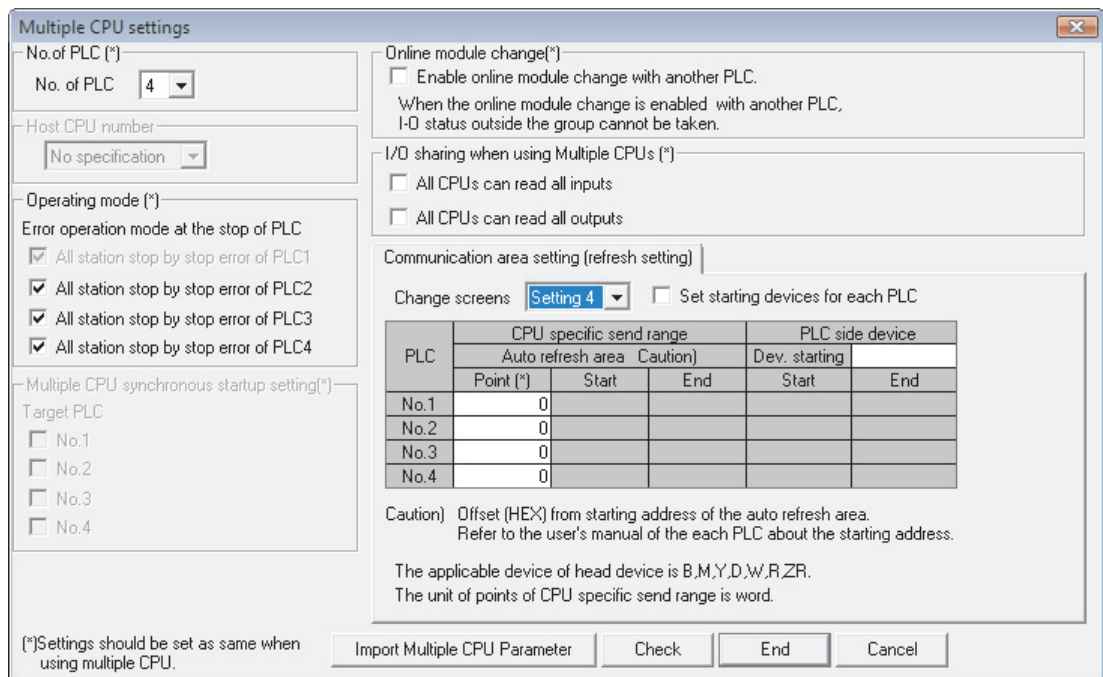 Multiple CPU settings
No.of PLC (*)
No. of PLC 4
Host CPU number
No specification
Operating mode (*)
Error operation mode at the stop of PLC
All station stop by stop error of PLC1
All station stop by stop error of PLC2
All station stop by stop error of PLC3
All station stop by stop error of PLC4
Multiple CPU synchronous startup setting(*)
Target PLC
No.1
No.2
No.3
No.4
Online module change(*)
Enable online module change with another PLC.
When the online module change is enabled with another PLC,
I-O status outside the group cannot be taken.
I/O sharing when using Multiple CPUs (*)
All CPUs can read all inputs
All CPUs can read all outputs
Communication area setting (refresh setting)
Change screens Setting 4 Set starting devices for each PLC
CPU specific send range PLC side device
PLC Auto refresh area Caution) Dev. starting
Point (*) Start End Start End
No.1 0
No.2 0
No.3 0
No.4 0
Caution) Offset (HEX) from starting address of the auto refresh area.
Refer to the user's manual of the each PLC about the starting address.
The applicable device of head device is B,M,Y,D,W,R,ZR.
The unit of points of CPU specific send range is word.
(*)Settings should be set as same when
using multiple CPU.
Import Multiple CPU Parameter Check End Cancel